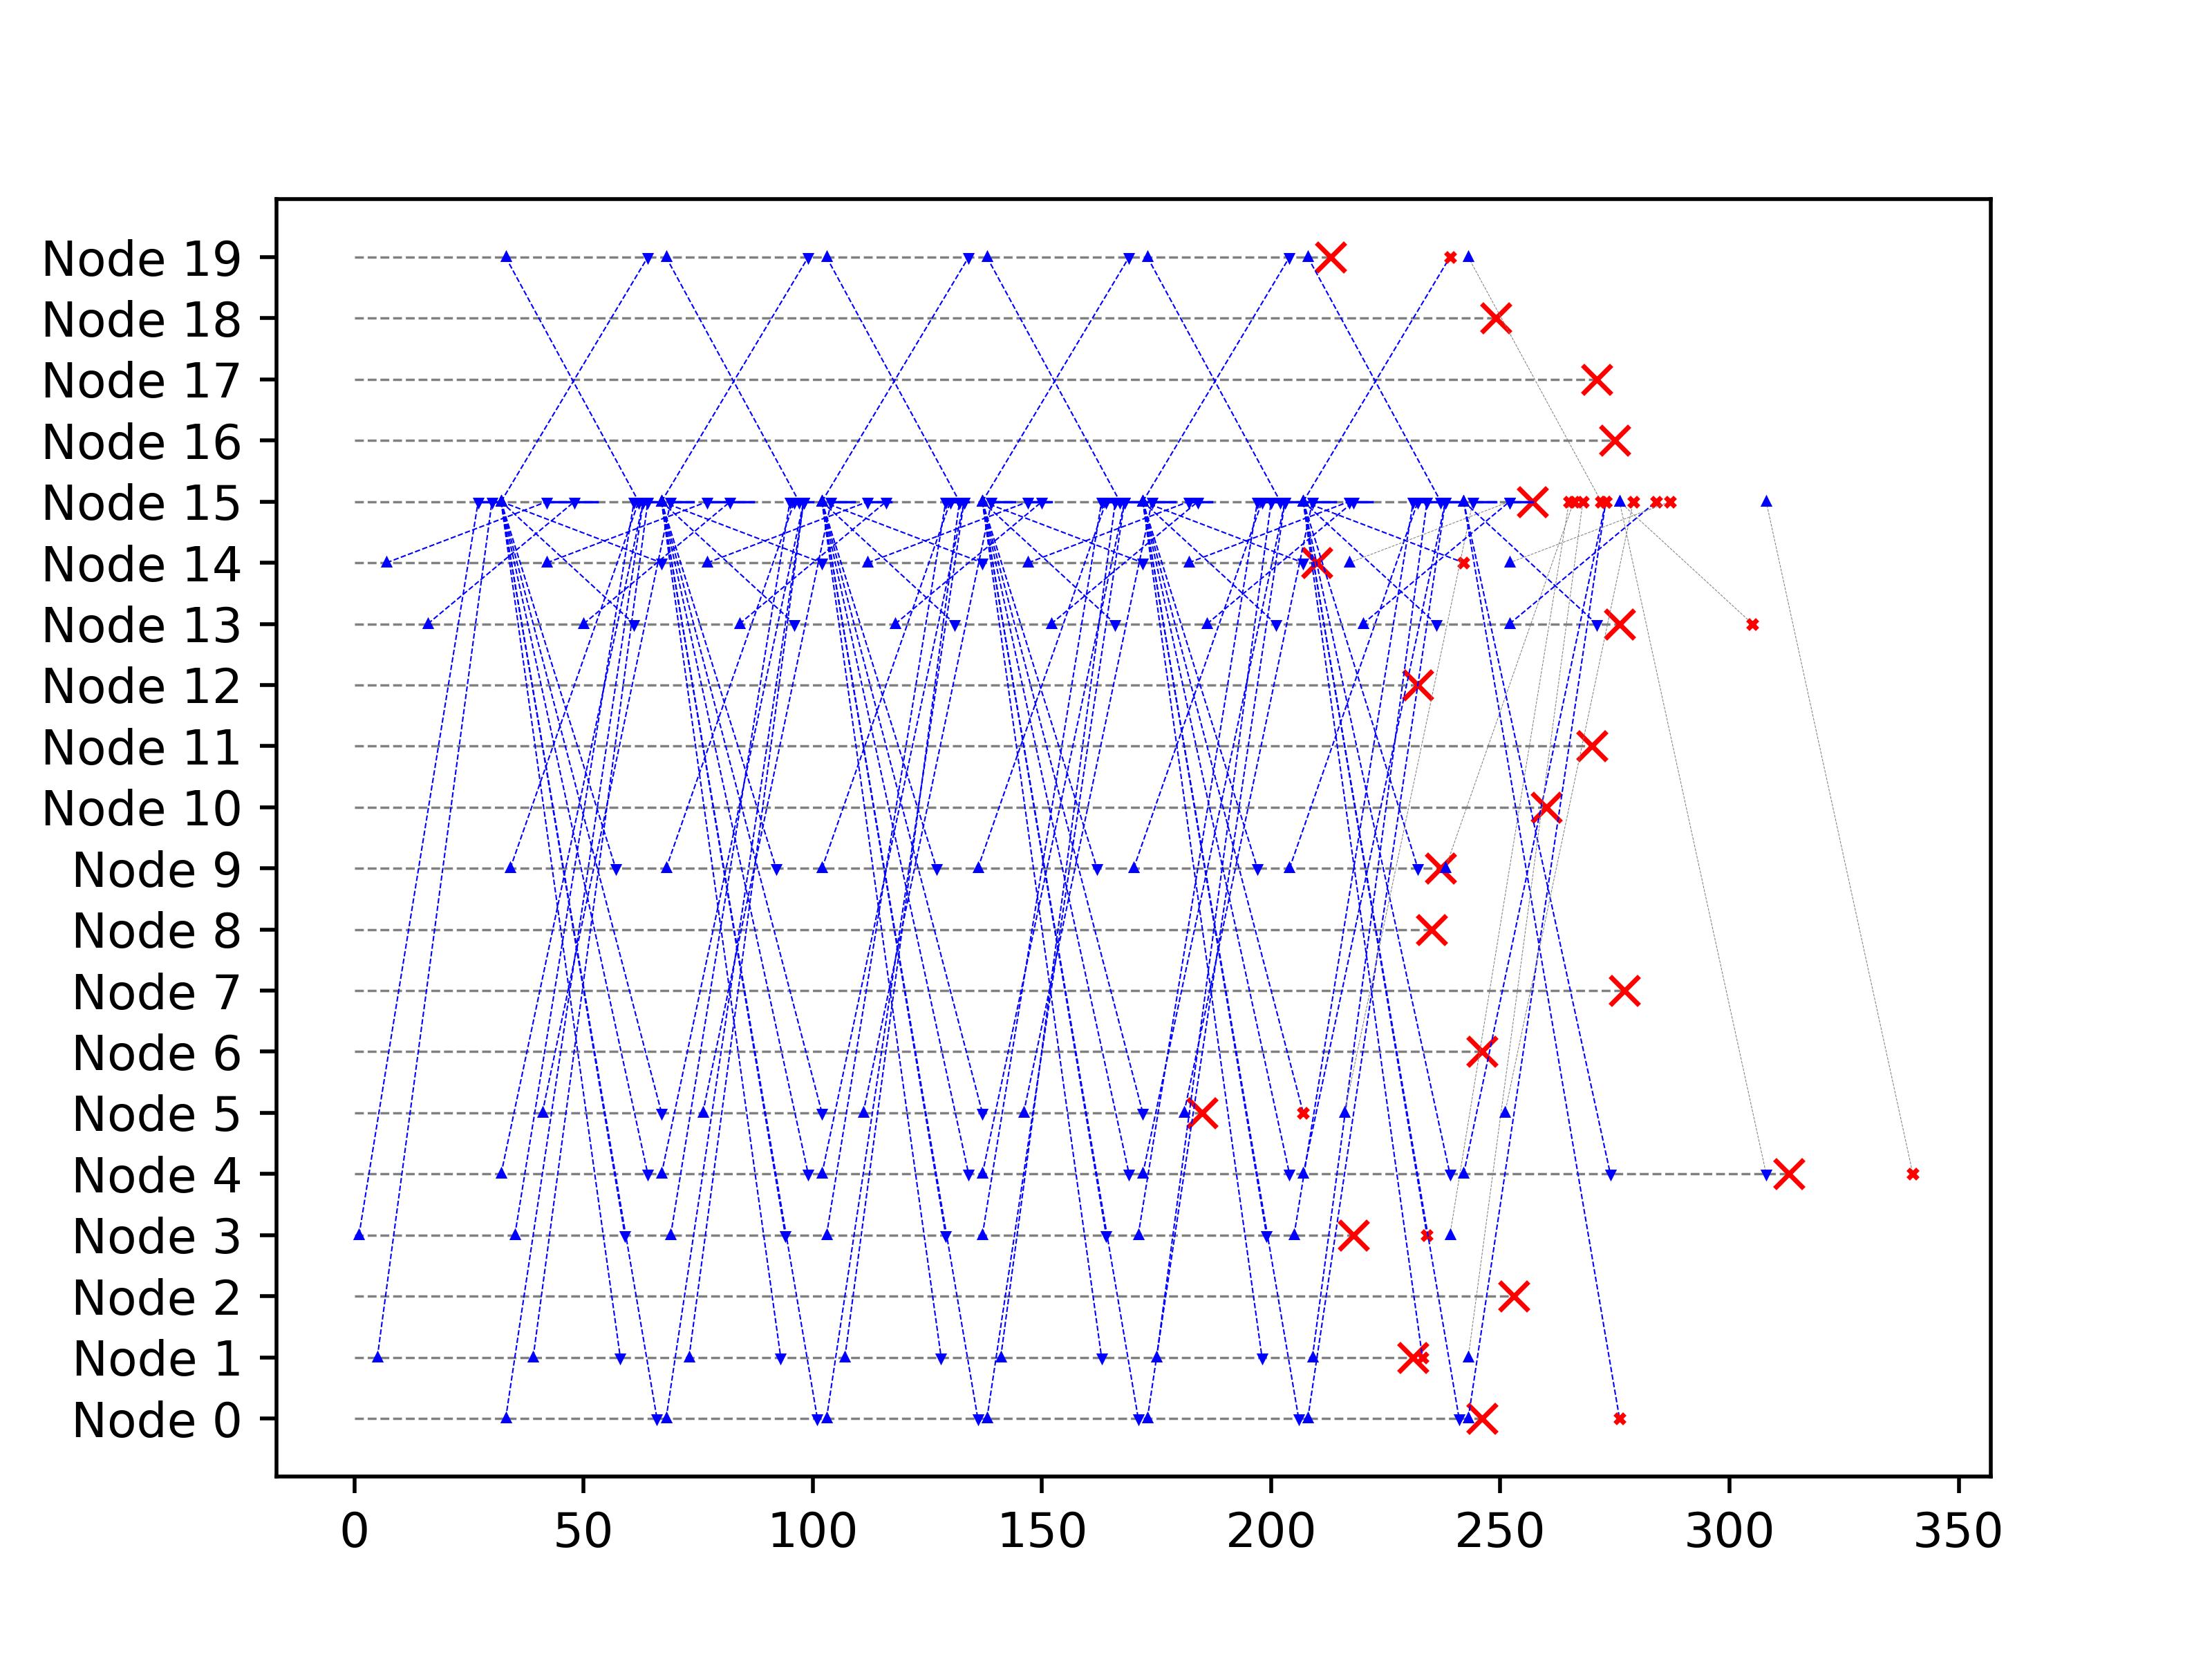 Node 19
Node 18
Node 17
Node 16
Node 15
Node 14
Node 13
Node 12
Node 11
Node 10
Node 9
Node 8
Node 7
Node 6
Node 5
Node 4
Node 3
Node 2
Node 1
Node 0
0 50 100 150 200 250 300 350